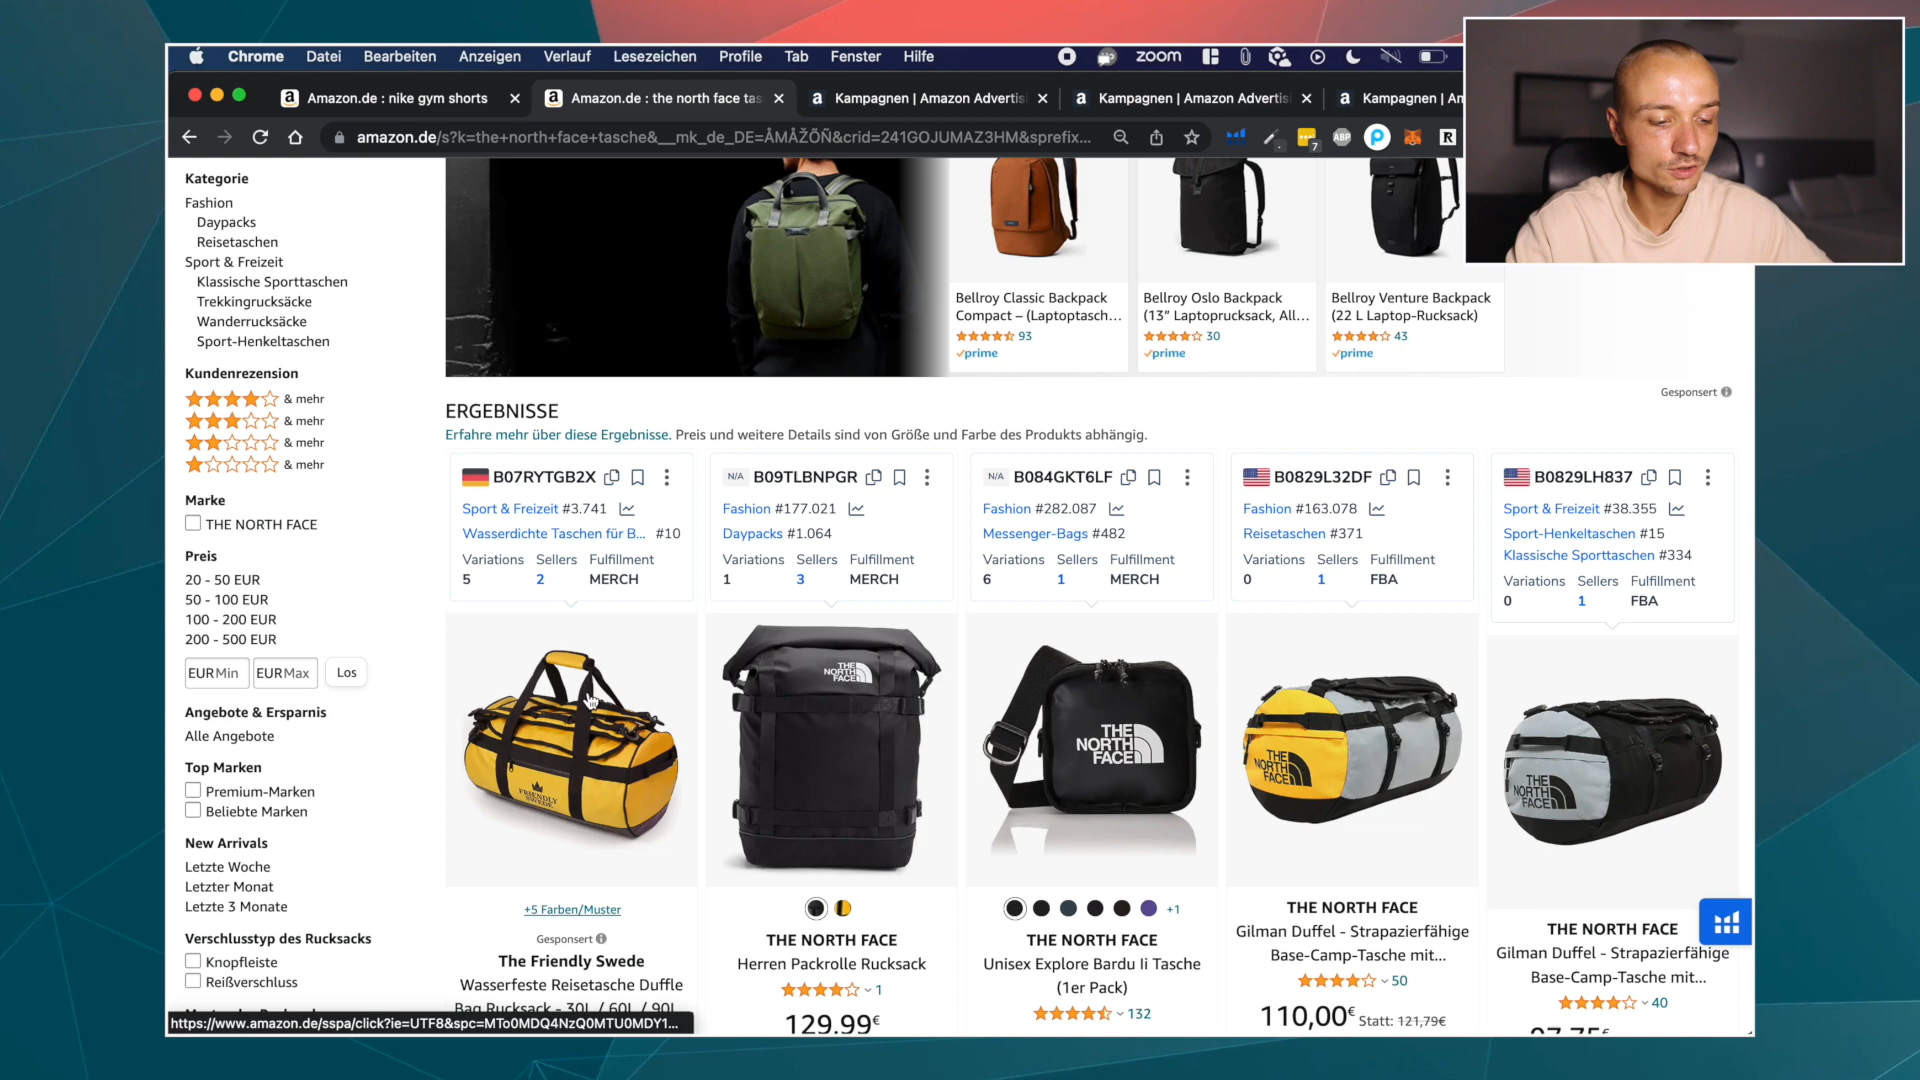 Chrome Datei Bearbeiten Anzeigen Verlauf Lesezeichen Profile Tab Fenster Hilfe
zoom
Amazon.de : nike gym shorts
Amazon.de : the north face tas
Kampagnen | Amazon Advertis
Kampagnen | Amazon Advertis
Kampagnen | Am
amazon.de/s?k=the+north+face+tasche&__mk_de_DE=ÅMÅŽÕÑ&crid=241GOJUMAZ3HM&sprefix...
7
ABP
R
Kategorie
Fashion
Daypacks
Reisetaschen
Sport & Freizeit
Klassische Sporttaschen
Trekkingrucksäcke
Wanderrucksäcke
Sport-Henkeltaschen
Kundenrezension
& mehr
& mehr
& mehr
& mehr
Marke
THE NORTH FACE
Preis
20 - 50 EUR
50 - 100 EUR
100 - 200 EUR
200 - 500 EUR
EUR Min
EUR Max
Los
Angebote & Ersparnis
Alle Angebote
Top Marken
Premium-Marken
Beliebte Marken
New Arrivals
Letzte Woche
Letzter Monat
Letzte 3 Monate
Verschlusstyp des Rucksacks
Knopfleiste
Reißverschluss
https://www.amazon.de/sspa/click?ie=UTF8&spc=MTo0MDQ4NzQ0MTU0MDY1...
Bellroy Classic Backpack
Compact – (Laptoptasch...
93
prime
Bellroy Oslo Backpack
(13” Laptoprucksack, All...
30
prime
Bellroy Venture Backpack
(22 L Laptop-Rucksack)
43
prime
Gesponsert
ERGEBNISSE
Erfahre mehr über diese Ergebnisse. Preis und weitere Details sind von Größe und Farbe des Produkts abhängig.
B07RYTGB2X
Sport & Freizeit #3.741
Wasserdichte Taschen für B... #10
Variations Sellers Fulfillment
5 2 MERCH
FRIENDLY
SWEDE
+5 Farben/Muster
Gesponsert
The Friendly Swede
Wasserfeste Reisetasche Duffle
Bag Rucksack - 30L / 60L / 90L
N/A B09TLBNPGR
Fashion #177.021
Daypacks #1.064
Variations Sellers Fulfillment
1 3 MERCH
THE
NORTH
FACE
THE NORTH FACE
Herren Packrolle Rucksack
1
129,99€
N/A B084GKT6LF
Fashion #282.087
Messenger-Bags #482
Variations Sellers Fulfillment
6 1 MERCH
THE
NORTH
FACE
+1
THE NORTH FACE
Unisex Explore Bardu Ii Tasche
(1er Pack)
132
B0829L32DF
Fashion #163.078
Reisetaschen #371
Variations Sellers Fulfillment
0 1 FBA
THE
NORTH
FACE
THE NORTH FACE
Gilman Duffel - Strapazierfähige
Base-Camp-Tasche mit...
50
110,00€ Statt: 121,79€
B0829LH837
Sport & Freizeit #38.355
Sport-Henkeltaschen #15
Klassische Sporttaschen #334
Variations Sellers Fulfillment
0 1 FBA
THE
NORTH
FACE
THE NORTH FACE
Gilman Duffel - Strapazierfähige
Base-Camp-Tasche mit...
40